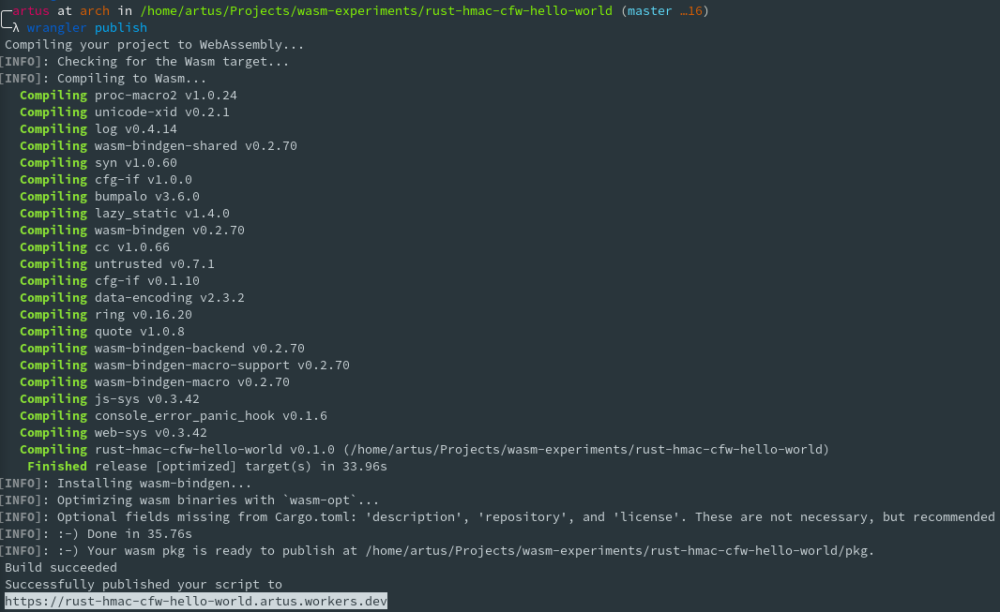 artus at arch in /home/artus/Projects/wasm-experiments/rust-hmac-cfw-hello-world (master …16)
λ wrangler publish
Compiling your project to WebAssembly...
[INFO]: Checking for the Wasm target...
[INFO]: Compiling to Wasm...
Compiling proc-macro2 v1.0.24
Compiling unicode-xid v0.2.1
Compiling log v0.4.14
Compiling wasm-bindgen-shared v0.2.70
Compiling syn v1.0.60
Compiling cfg-if v1.0.0
Compiling bumpalo v3.6.0
Compiling lazy_static v1.4.0
Compiling wasm-bindgen v0.2.70
Compiling cc v1.0.66
Compiling untrusted v0.7.1
Compiling cfg-if v0.1.10
Compiling data-encoding v2.3.2
Compiling ring v0.16.20
Compiling quote v1.0.8
Compiling wasm-bindgen-backend v0.2.70
Compiling wasm-bindgen-macro-support v0.2.70
Compiling wasm-bindgen-macro v0.2.70
Compiling js-sys v0.3.42
Compiling console_error_panic_hook v0.1.6
Compiling web-sys v0.3.42
Compiling rust-hmac-cfw-hello-world v0.1.0 (/home/artus/Projects/wasm-experiments/rust-hmac-cfw-hello-world)
Finished release [optimized] target(s) in 33.96s
[INFO]: Installing wasm-bindgen...
[INFO]: Optimizing wasm binaries with `wasm-opt`...
[INFO]: Optional fields missing from Cargo.toml: 'description', 'repository', and 'license'. These are not necessary, but recommended
[INFO]: :-) Done in 35.76s
[INFO]: :-) Your wasm pkg is ready to publish at /home/artus/Projects/wasm-experiments/rust-hmac-cfw-hello-world/pkg.
Build succeeded
Successfully published your script to
https://rust-hmac-cfw-hello-world.artus.workers.dev